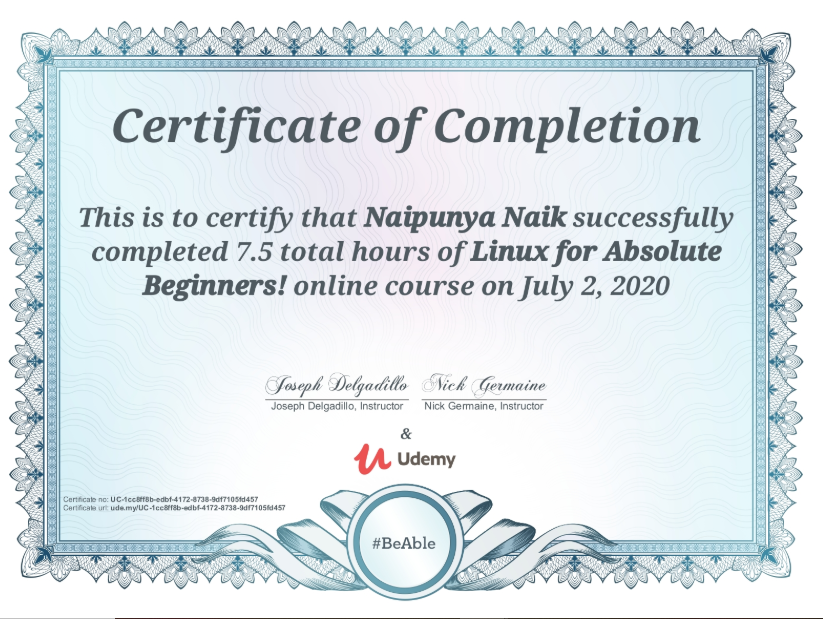 Certificate of Completion
This is to certify that Naipunya Naik successfully
completed 7.5 total hours of Linux for Absolute
Beginners! online course on July 2, 2020
Joseph Delgadillo Nick Germaine
Joseph Delgadillo, Instructor Nick Germaine, Instructor
&
Udemy
Certificate no: UC-1cc8ff8b-edbf-4172-8738-9df7105fd457
Certificate url: ude.my/UC-1cc8ff8b-edbf-4172-8738-9df7105fd457
#BeAble